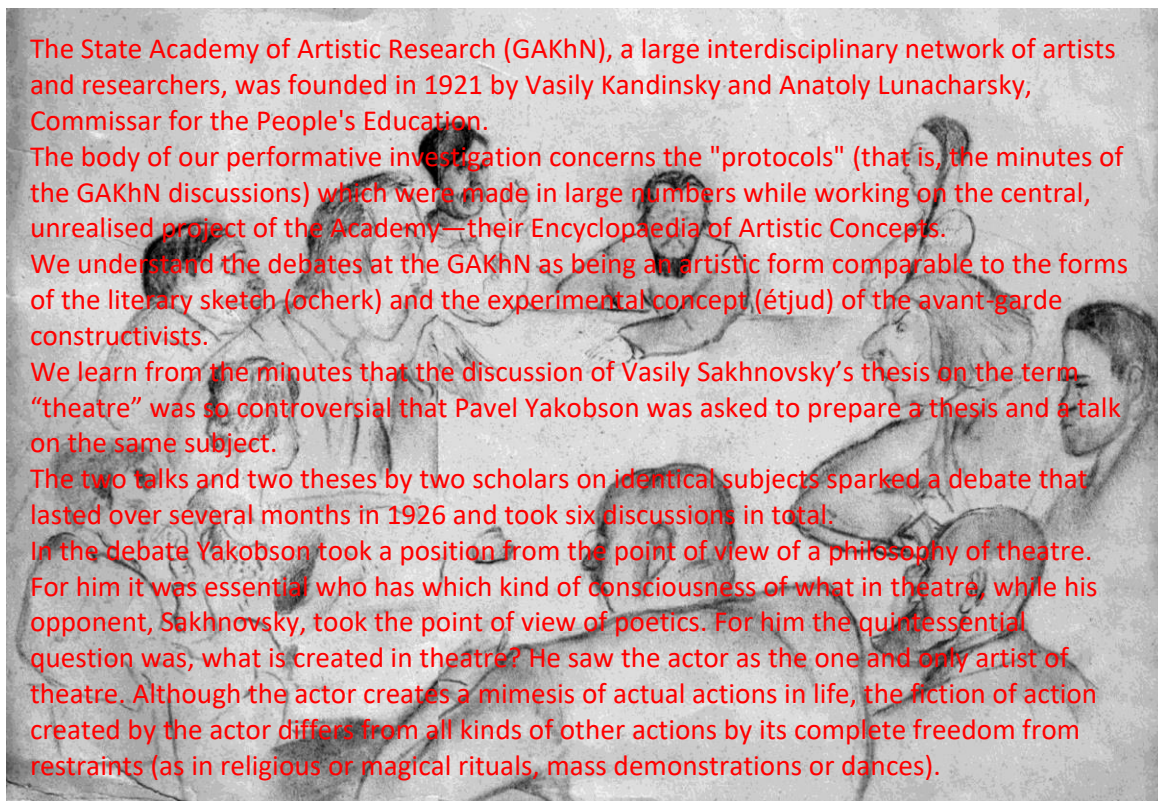 The State Academy of Artistic Research (GAKhN), a large interdisciplinary network of artists
and researchers, was founded in 1921 by Vasily Kandinsky and Anatoly Lunacharsky,
Commissar for the People's Education.
The body of our performative investigation concerns the "protocols" (that is, the minutes of
the GAKhN discussions) which were made in large numbers while working on the central,
unrealised project of the Academy—their Encyclopaedia of Artistic Concepts.
We understand the debates at the GAKhN as being an artistic form comparable to the forms
of the literary sketch (ocherk) and the experimental concept (étjud) of the avant-garde
constructivists.
We learn from the minutes that the discussion of Vasily Sakhnovsky’s thesis on the term
“theatre” was so controversial that Pavel Yakobson was asked to prepare a thesis and a talk
on the same subject.
The two talks and two theses by two scholars on identical subjects sparked a debate that
lasted over several months in 1926 and took six discussions in total.
In the debate Yakobson took a position from the point of view of a philosophy of theatre.
For him it was essential who has which kind of consciousness of what in theatre, while his
opponent, Sakhnovsky, took the point of view of poetics. For him the quintessential
question was, what is created in theatre? He saw the actor as the one and only artist of
theatre. Although the actor creates a mimesis of actual actions in life, the fiction of action
created by the actor differs from all kinds of other actions by its complete freedom from
restraints (as in religious or magical rituals, mass demonstrations or dances).